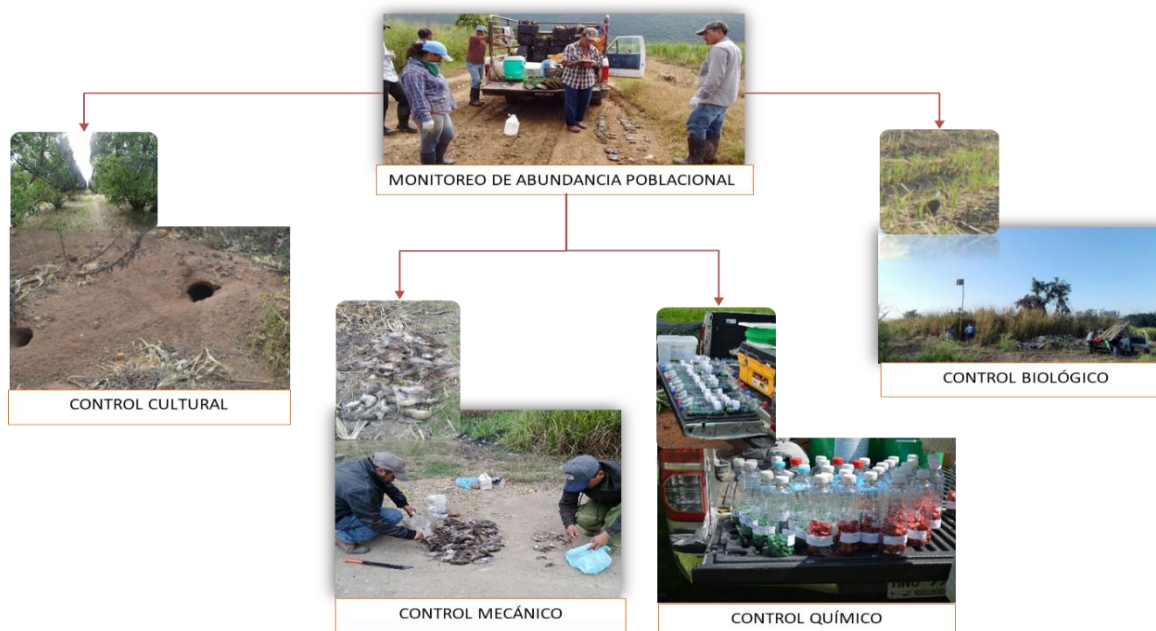 MONITOREO DE ABUNDANCIA POBLACIONAL
CONTROL CULTURAL
CONTROL BIOLÓGICO
CONTROL MECÁNICO
CONTROL QUÍMICO